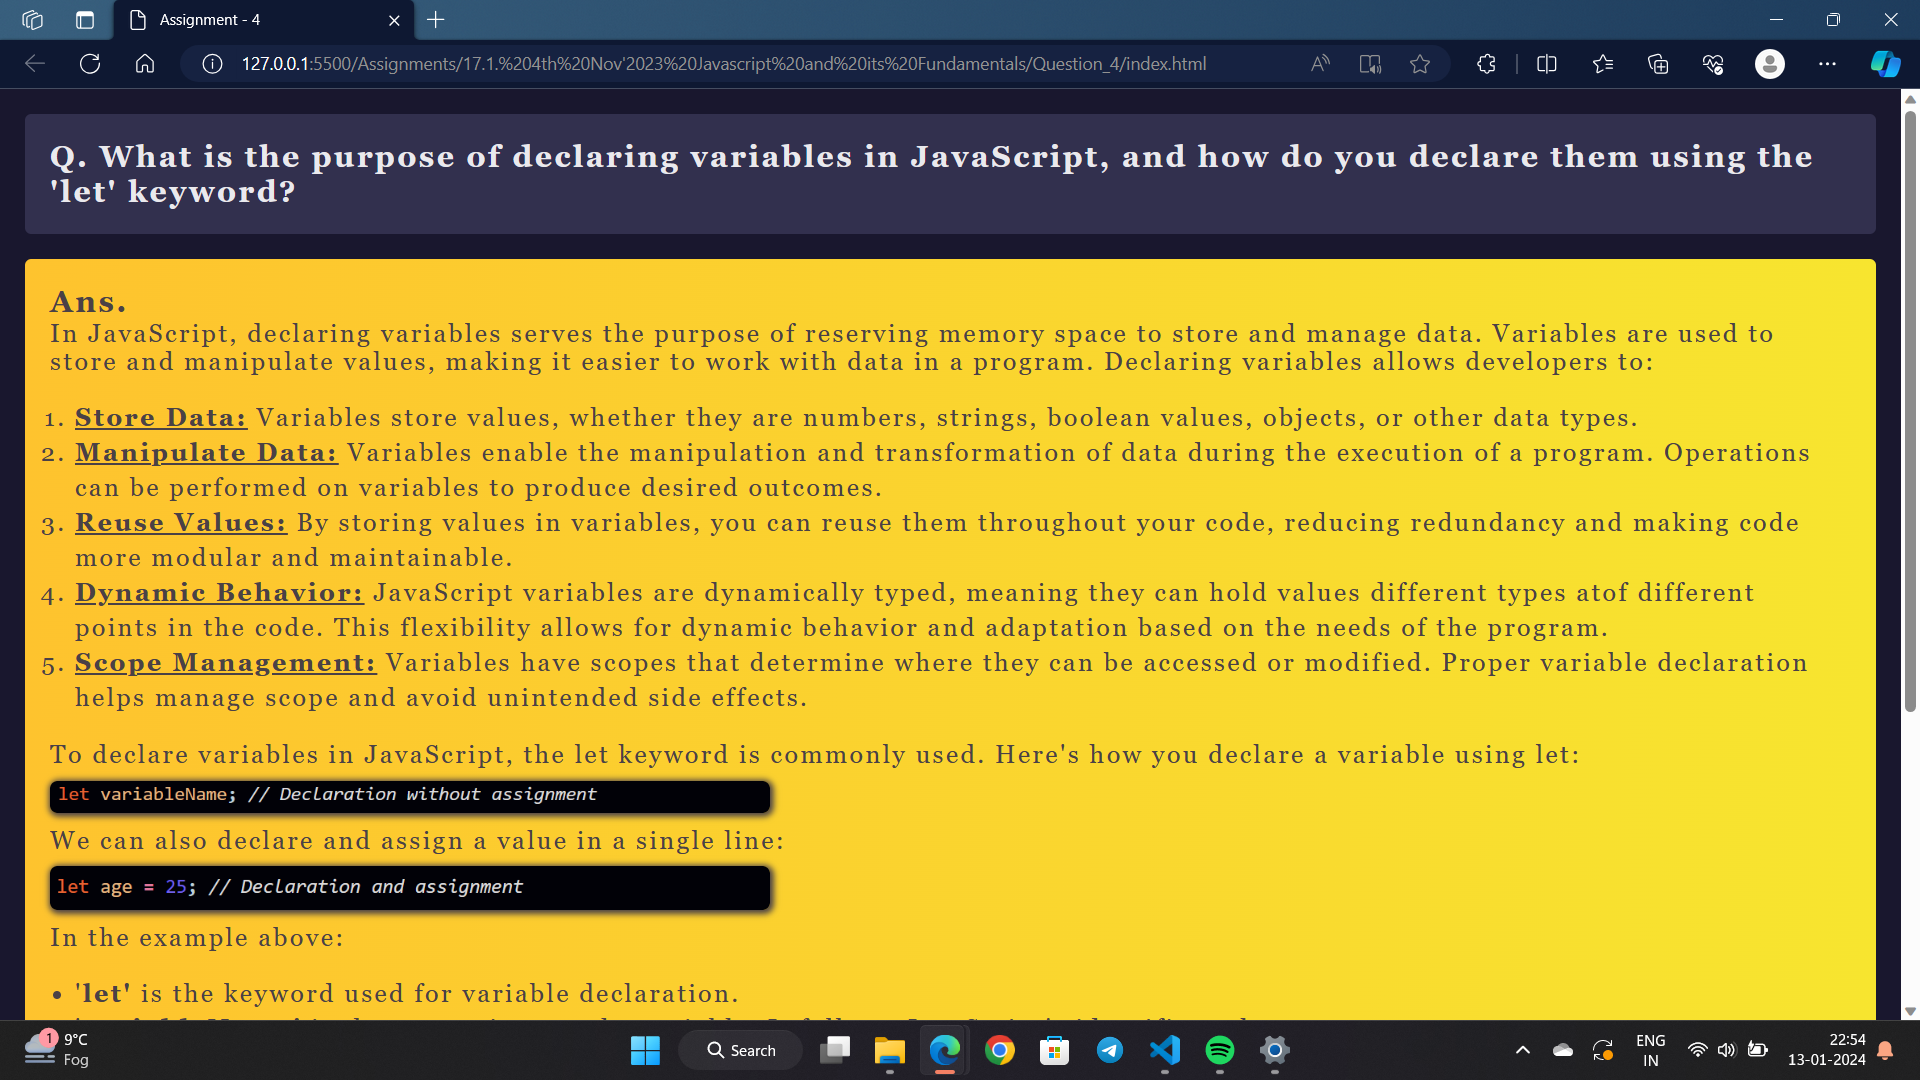 Assignment - 4
127.0.0.1:5500/Assignments/17.1.%204th%20Nov'2023%20Javascript%20and%20its%20Fundamentals/Question_4/index.html
Q. What is the purpose of declaring variables in JavaScript, and how do you declare them using the
'let' keyword?
Ans.
In JavaScript, declaring variables serves the purpose of reserving memory space to store and manage data. Variables are used to
store and manipulate values, making it easier to work with data in a program. Declaring variables allows developers to:
1. Store Data: Variables store values, whether they are numbers, strings, boolean values, objects, or other data types.
2. Manipulate Data: Variables enable the manipulation and transformation of data during the execution of a program. Operations
can be performed on variables to produce desired outcomes.
3. Reuse Values: By storing values in variables, you can reuse them throughout your code, reducing redundancy and making code
more modular and maintainable.
4. Dynamic Behavior: JavaScript variables are dynamically typed, meaning they can hold values different types atof different
points in the code. This flexibility allows for dynamic behavior and adaptation based on the needs of the program.
5. Scope Management: Variables have scopes that determine where they can be accessed or modified. Proper variable declaration
helps manage scope and avoid unintended side effects.
To declare variables in JavaScript, the let keyword is commonly used. Here's how you declare a variable using let:
let variableName; // Declaration without assignment
We can also declare and assign a value in a single line:
let age = 25; // Declaration and assignment
In the example above:
• 'let' is the keyword used for variable declaration.
1
9°C
Fog
Search
ENG
IN
22:54
13-01-2024